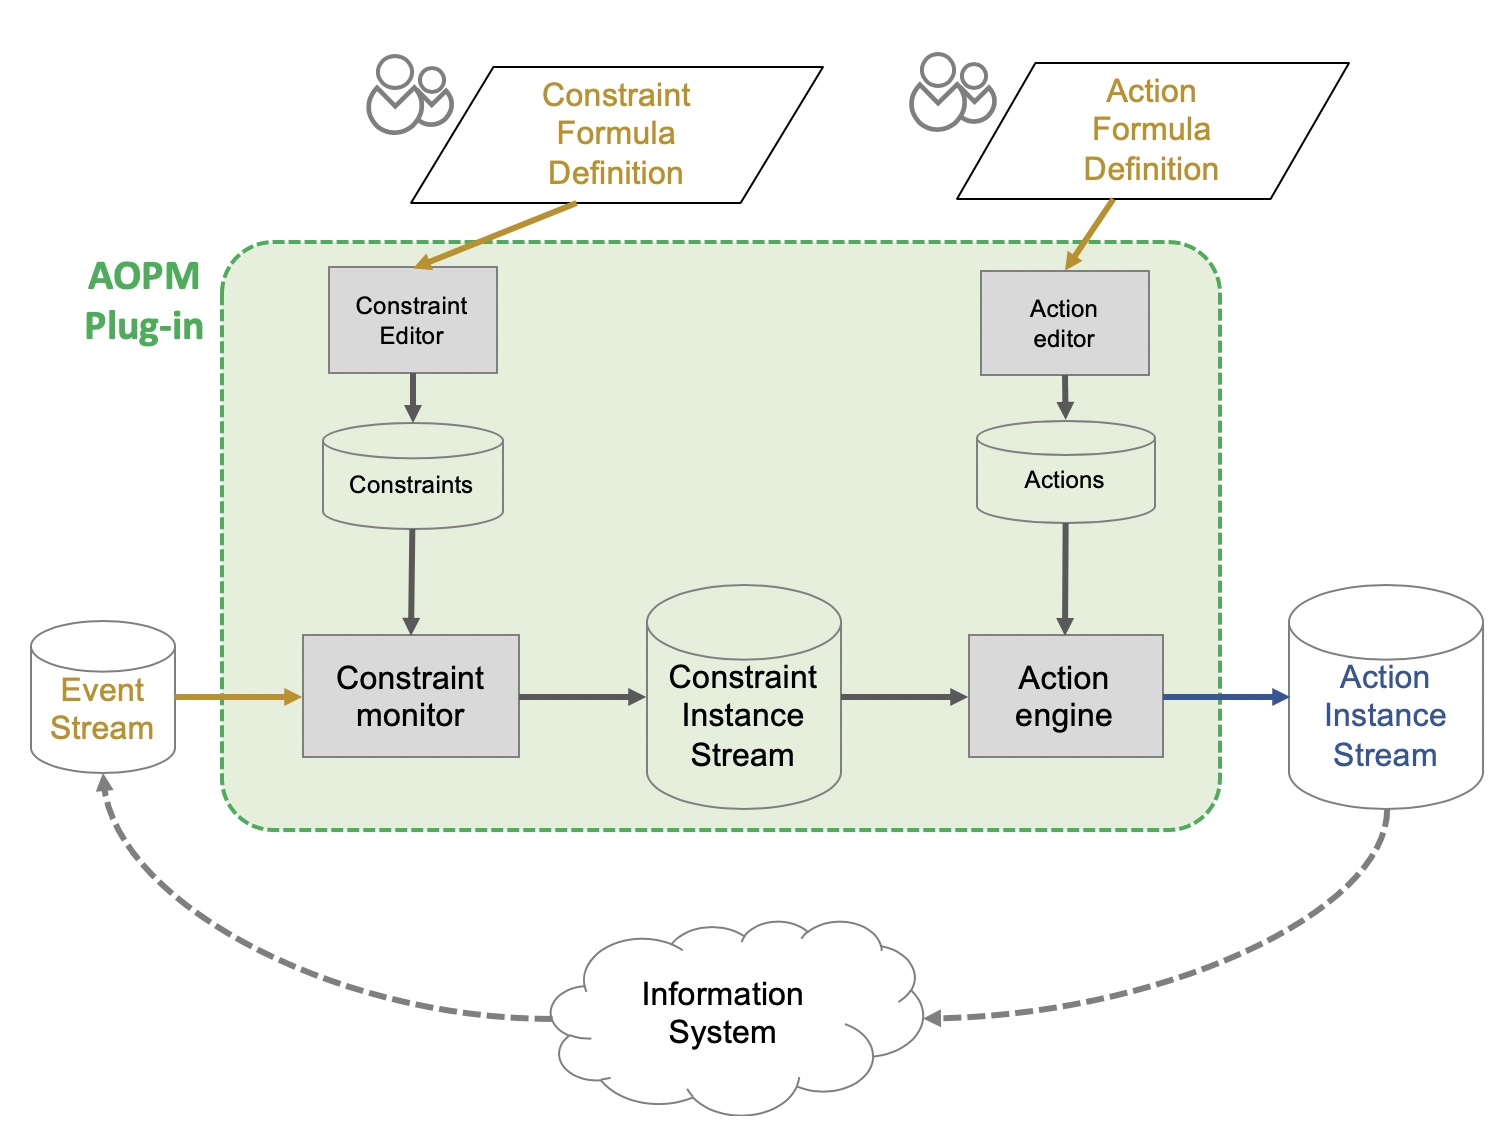 Constraint
Formula
Definition
Action
Formula
Definition
AOPM
Plug-in
Constraint
Editor
Action
editor
Constraints
Actions
Event
Stream
Constraint
monitor
Constraint
Instance
Stream
Action
engine
Action
Instance
Stream
Information
System